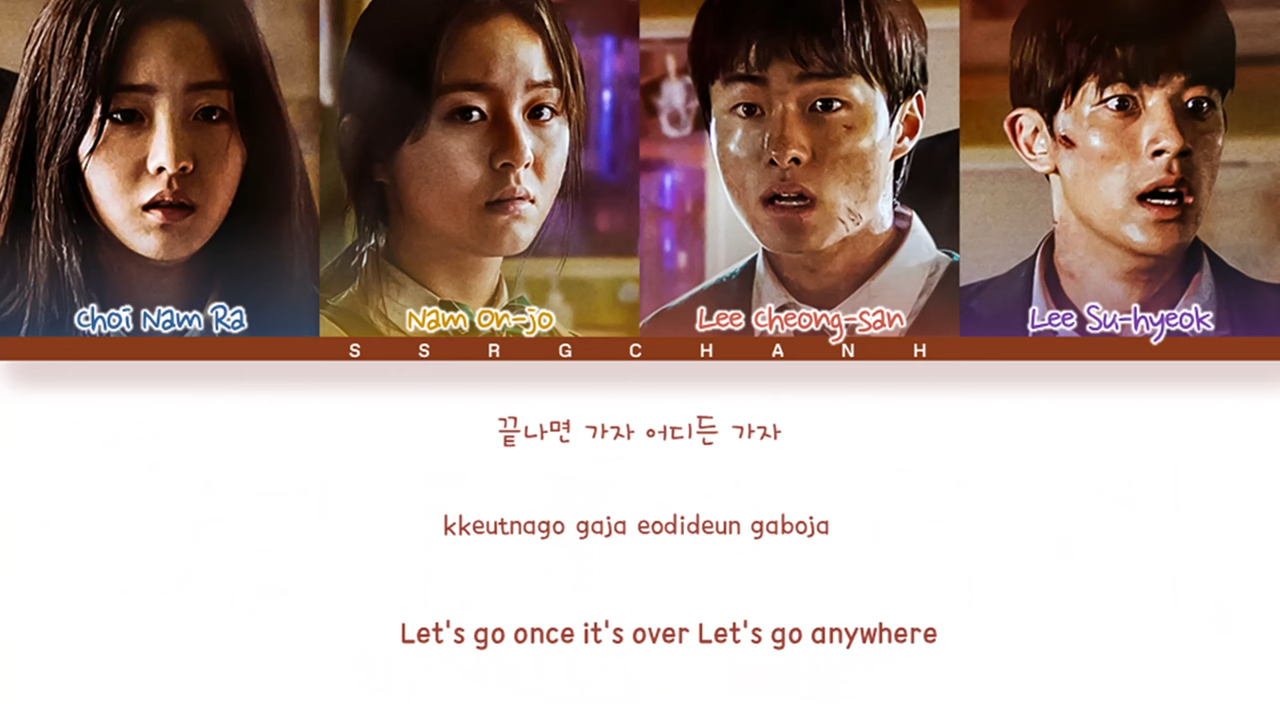 Choi Nam Ra
Nam On-jo
Lee Cheong-san
Lee Su-hyeok
SSRGCHANH
끝나면 가자 어디든 가자
kkeutnago gaja eodideun gaboja
Let's go once it's over Let's go anywhere